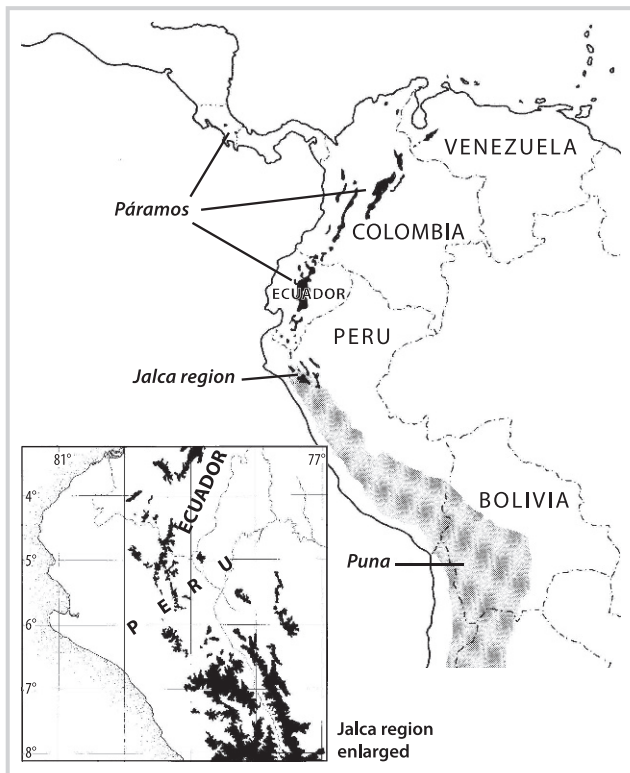 VENEZUELA
Páramos
COLOMBIA
ECUADOR
PERU
Jalca region
BOLIVIA
Puna
81°
77°
4°
ECUADOR
5°
PERU
6°
7°
8°
Jalca region
enlarged